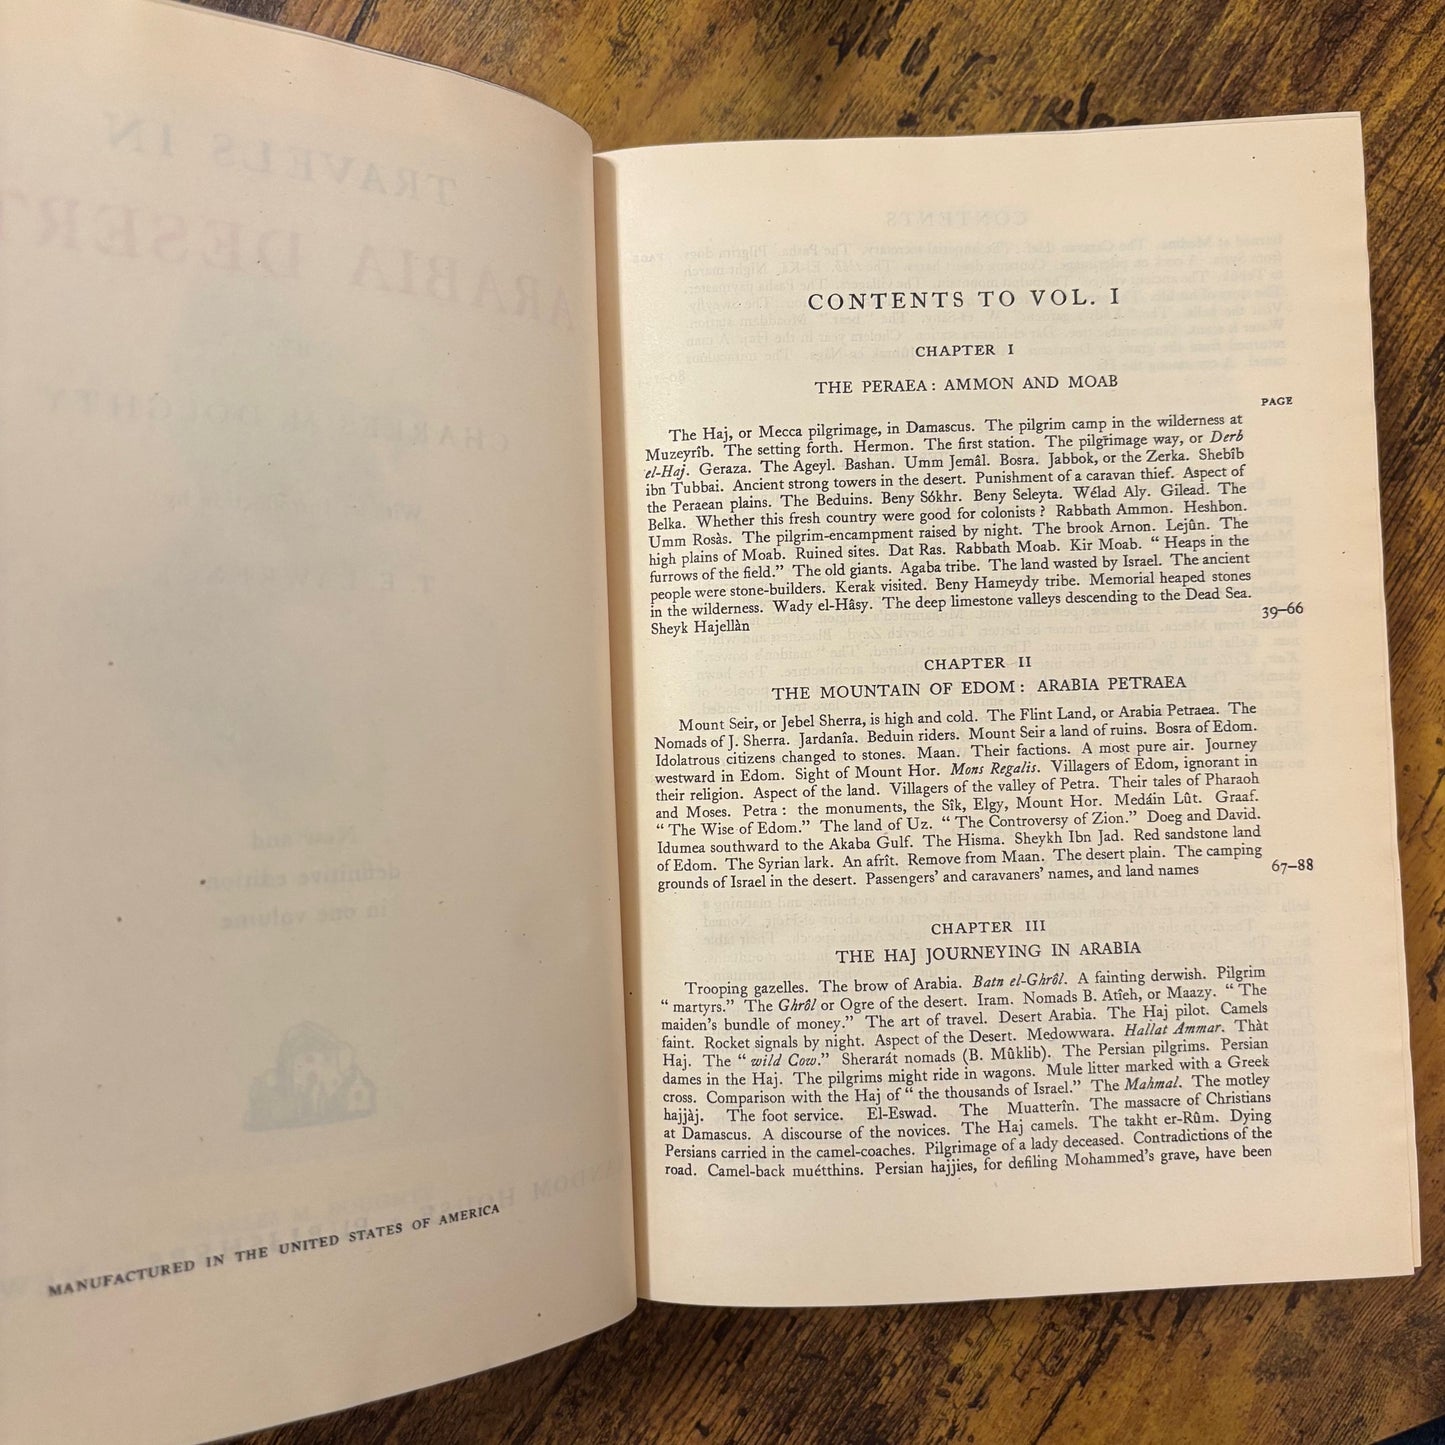 MANUFACTURED IN THE UNITED STATES OF AMERICA
CONTENTS TO VOL. I
CHAPTER I
THE PERAEA: AMMON AND MOAB
PAGE
The Haj, or Mecca pilgrimage, in Damascus. The pilgrim camp in the wilderness at
Muzeyrîb. The setting forth. Hermon. The first station. The pilgrimage way, or Derb
el-Haj. Geraza. The Ageyl. Bashan. Umm Jemâl. Bosra. Jabbok, or the Zerka. Shebîb
ibn Tubbai. Ancient strong towers in the desert. Punishment of a caravan thief. Aspect of
the Peraean plains. The Beduins. Beny Sókhr. Beny Seleyta. Wélad Aly. Gilead. The
Belka. Whether this fresh country were good for colonists? Rabbath Ammon. Heshbon.
Umm Rosàs. The pilgrim-encampment raised by night. The brook Arnon. Lejûn. The
high plains of Moab. Ruined sites. Dat Ras. Rabbath Moab. Kir Moab. “Heaps in the
furrows of the field.” The old giants. Agaba tribe. The land wasted by Israel. The ancient
people were stone-builders. Kerak visited. Beny Hameydy tribe. Memorial heaped stones
in the wilderness. Wady el-Hâsy. The deep limestone valleys descending to the Dead Sea.
Sheyk Hajellàn 39–66
CHAPTER II
THE MOUNTAIN OF EDOM: ARABIA PETRAEA
Mount Seir, or Jebel Sherra, is high and cold. The Flint Land, or Arabia Petraea. The
Nomads of J. Sherra. Jardanîa. Beduin riders. Mount Seir a land of ruins. Bosra of Edom.
Idolatrous citizens changed to stones. Maan. Their factions. A most pure air. Journey
westward in Edom. Sight of Mount Hor. Mons Regalis. Villagers of Edom, ignorant in
their religion. Aspect of the land. Villagers of the valley of Petra. Their tales of Pharaoh
and Moses. Petra: the monuments, the Sîk, Elgy, Mount Hor. Medáin Lût. Graaf.
“The Wise of Edom.” The land of Uz. “The Controversy of Zion.” Doeg and David.
Idumea southward to the Akaba Gulf. The Hisma. Sheykh Ibn Jad. Red sandstone land
of Edom. The Syrian lark. An afrît. Remove from Maan. The desert plain. The camping
grounds of Israel in the desert. Passengers’ and caravaners’ names, and land names 67–88
CHAPTER III
THE HAJ JOURNEYING IN ARABIA
Trooping gazelles. The brow of Arabia. Batn el-Ghrôl. A fainting derwish. Pilgrim
“martyrs.” The Ghrôl or Ogre of the desert. Iram. Nomads B. Atîeh, or Maazy. “The
maiden’s bundle of money.” The art of travel. Desert Arabia. The Haj pilot. Camels
faint. Rocket signals by night. Aspect of the Desert. Medowwara. Hallat Ammar. Thàt
Haj. The “wild Cow.” Sherarát nomads (B. Mûklib). The Persian pilgrims. Persian
dames in the Haj. The pilgrims might ride in wagons. Mule litter marked with a Greek
cross. Comparison with the Haj of “the thousands of Israel.” The Mahmal. The motley
hajjàj. The foot service. El-Eswad. The Muatterîn. The massacre of Christians
at Damascus. A discourse of the novices. The Haj camels. The takht er-Rûm. Dying
Persians carried in the camel-coaches. Pilgrimage of a lady deceased. Contradictions of the
road. Camel-back muétthins. Persian hajjies, for defiling Mohammed’s grave, have been